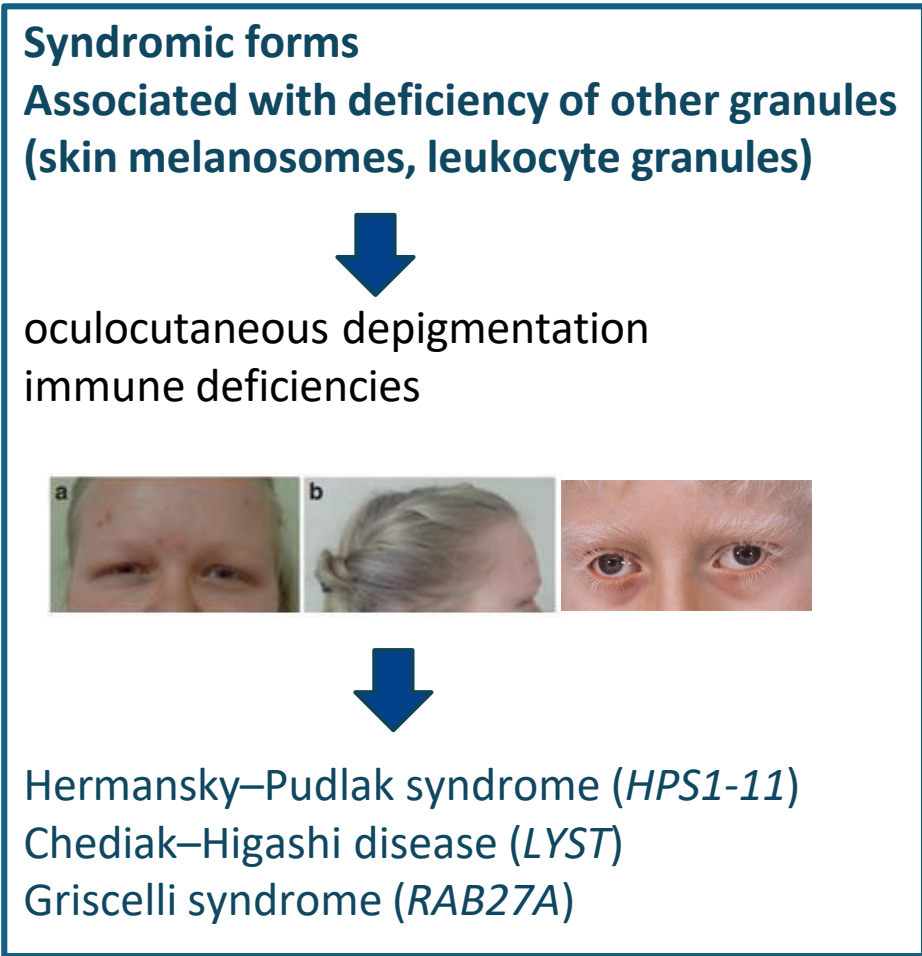 Syndromic forms
Associated with deficiency of other granules
(skin melanosomes, leukocyte granules)
oculocutaneous depigmentation
immune deficiencies
a
b
Hermansky–Pudlak syndrome (HPS1-11)
Chediak–Higashi disease (LYST)
Griscelli syndrome (RAB27A)